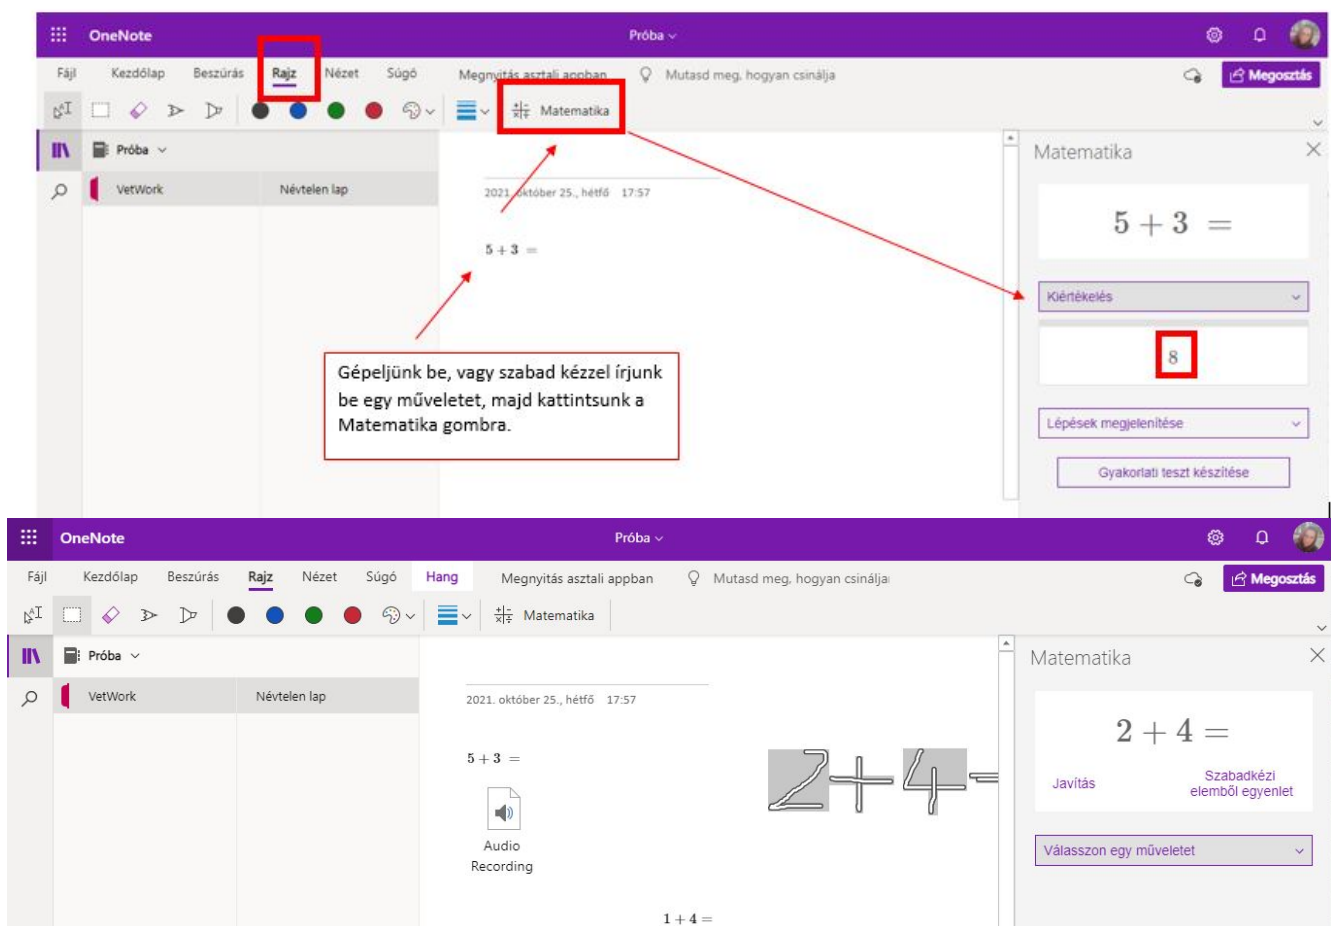 OneNote
Próba
Fájl Kezdőlap Beszúrás Rajz Nézet Súgó Megnyitás asztali appban Mutasd meg, hogyan csinálja Megosztás
Matematika
Próba
Matematika
VetWork Névtelen lap
2021. október 25., hétfő 17:57
5 + 3 =
5 + 3 =
Kiértékelés
8
Gépeljünk be, vagy szabad kézzel írjunk
be egy műveletet, majd kattintsunk a
Matematika gombra.
Lépések megjelenítése
Gyakorlati teszt készítése
OneNote
Próba
Fájl Kezdőlap Beszúrás Rajz Nézet Súgó Hang Megnyitás asztali appban Mutasd meg, hogyan csinálja Megosztás
Matematika
Próba
Matematika
VetWork Névtelen lap
2021. október 25., hétfő 17:57
5 + 3 =
2+4=
Audio
Recording
1 + 4 =
2 + 4 =
Javítás
Szabadkézi
elemből egyenlet
Válasszon egy műveletet